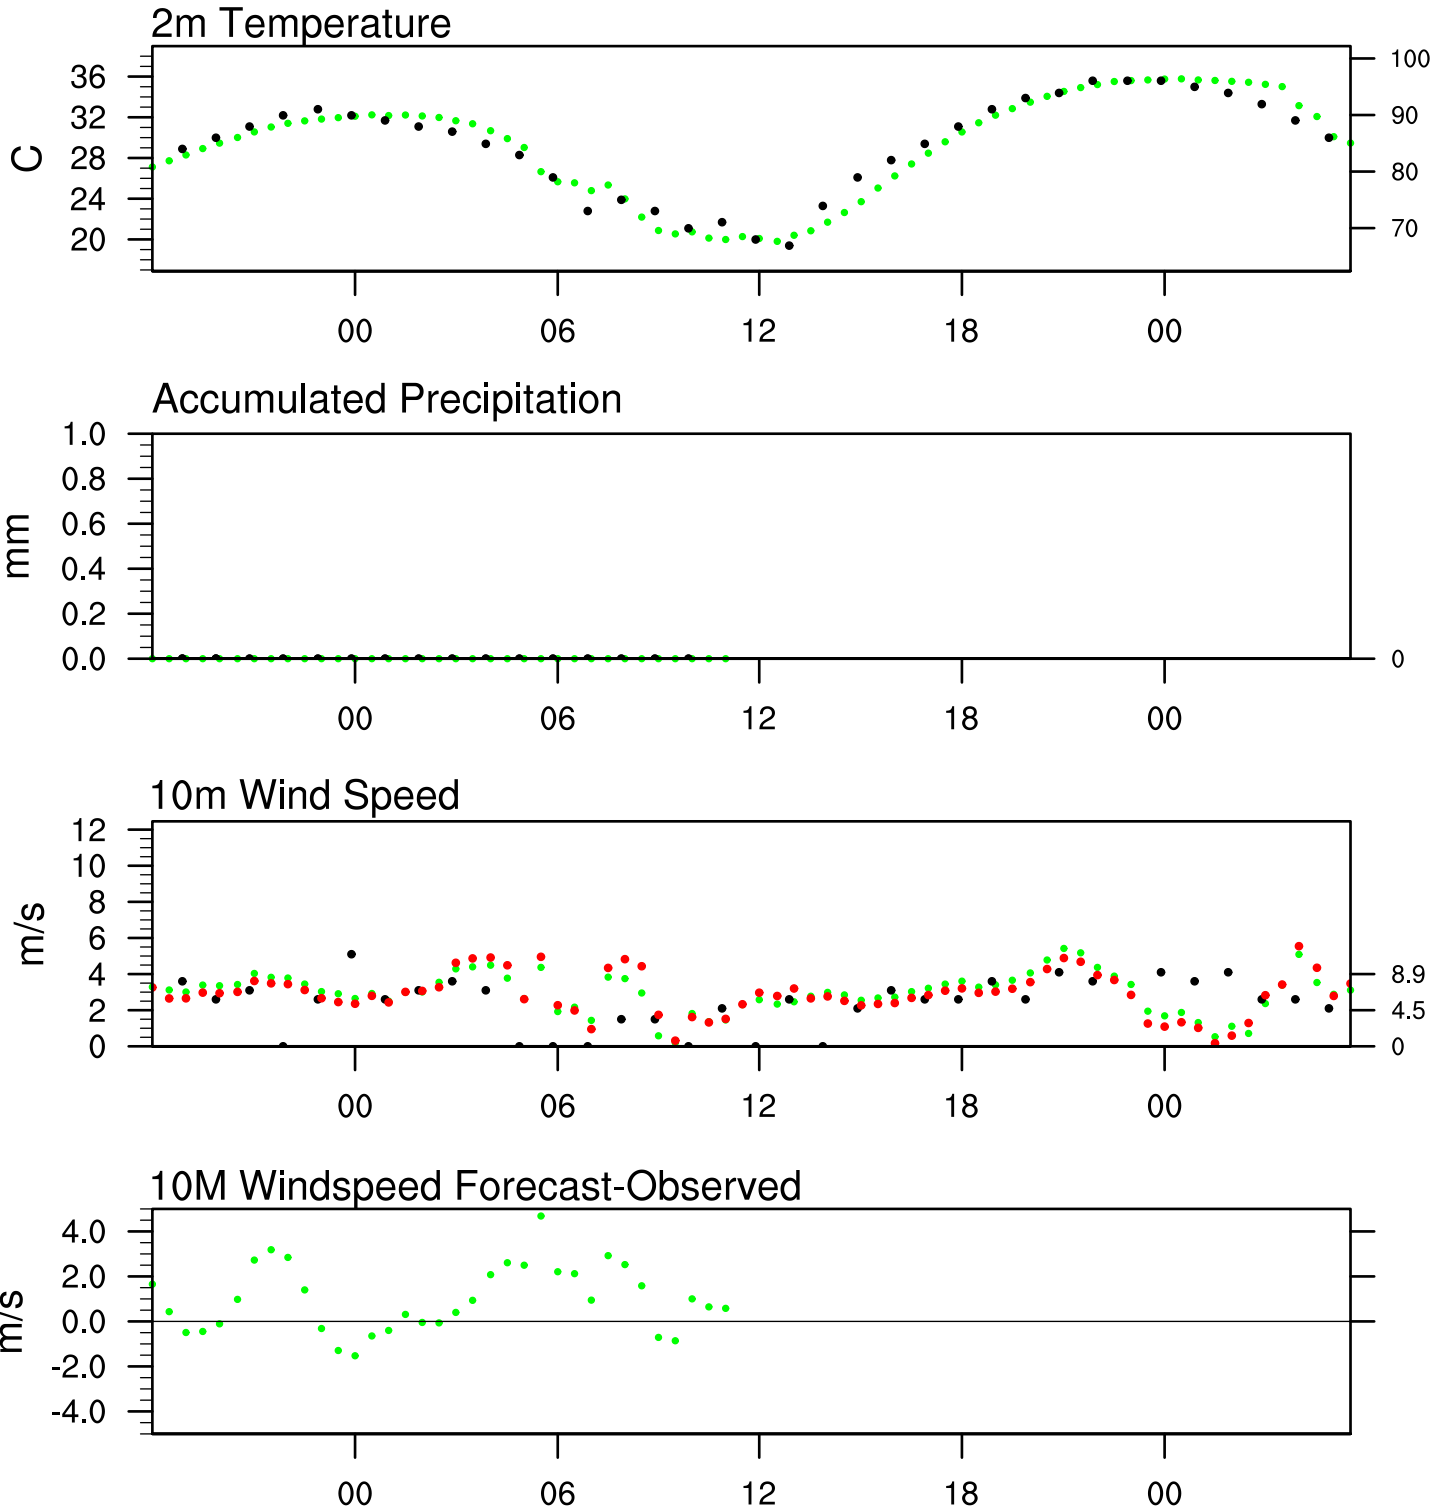 2m Temperature
36
32
28
24
20
C
100
90
80
70
00 06 12 18 00
Accumulated Precipitation
1.0
0.8
0.6
0.4
0.2
0.0
mm
0
00 06 12 18 00
10m Wind Speed
12
10
8
6
4
2
0
m/s
8.9
4.5
0
00 06 12 18 00
10M Windspeed Forecast-Observed
4.0
2.0
0.0
-2.0
-4.0
m/s
00 06 12 18 00